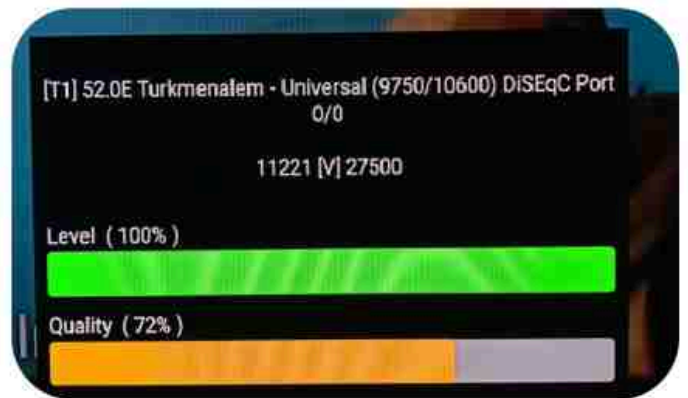 [T1] 52.0E Turkmenalem - Universal (9750/10600) DiSEqC Port
0/0
11221 [V] 27500
Level ( 100% )
Quality ( 72% )